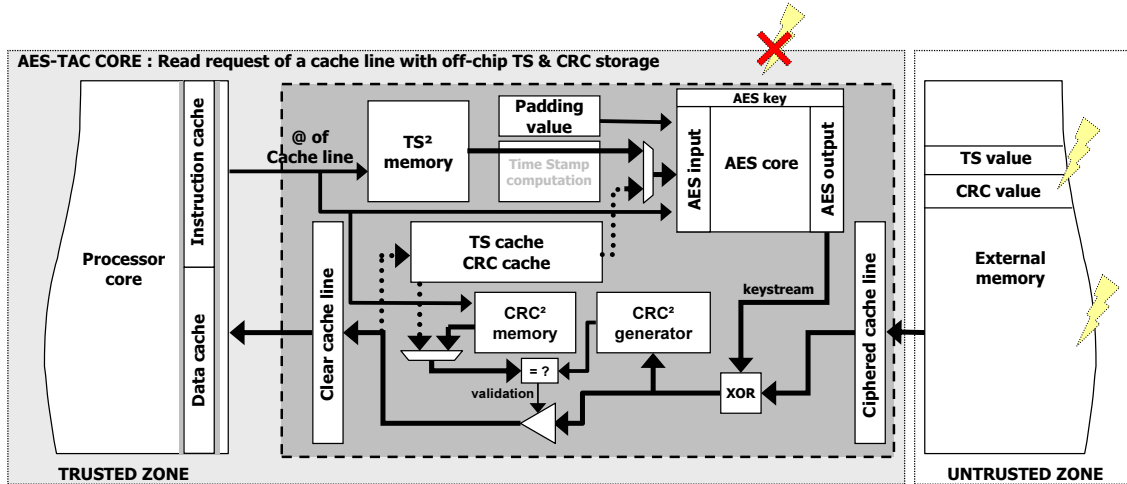 AES-TAC CORE : Read request of a cache line with off-chip TS & CRC storage
Processor
core
Instruction cache
Data cache
@ of
Cache line
TS²
memory
Padding
value
Time Stamp
computation
AES key
AES input
AES core
AES output
TS cache
CRC cache
Clear cache line
CRC²
memory
CRC²
generator
keystream
= ?
validation
XOR
Ciphered cache line
TS value
CRC value
External
memory
TRUSTED ZONE
UNTRUSTED ZONE